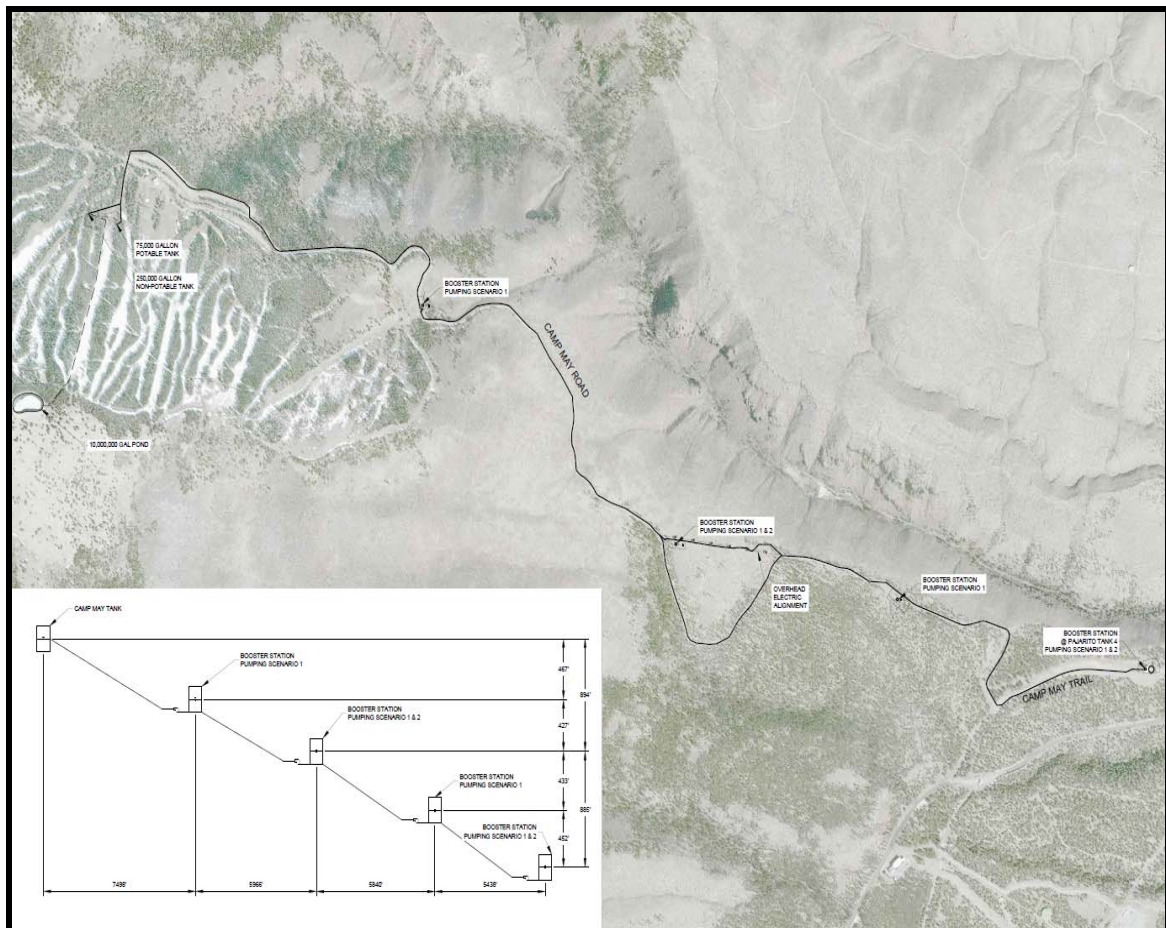 75,000 GALLON
POTABLE TANK
250,000 GALLON
NON-POTABLE TANK
BOOSTER STATION
PUMPING SCENARIO 1
CAMP MAY ROAD
10,000,000 GAL POND
BOOSTER STATION
PUMPING SCENARIO 1 & 2
OVERHEAD
ELECTRIC
ALIGNMENT
BOOSTER STATION
PUMPING SCENARIO 1
BOOSTER STATION
@ PAJARITO TANK 4
PUMPING SCENARIO 1 & 2
CAMP MAY TRAIL
CAMP MAY TANK
BOOSTER STATION
PUMPING SCENARIO 1
BOOSTER STATION
PUMPING SCENARIO 1 & 2
BOOSTER STATION
PUMPING SCENARIO 1
BOOSTER STATION
PUMPING SCENARIO 1 & 2
467'
894'
427'
433'
885'
452'
7498'
5966'
5840'
5438'